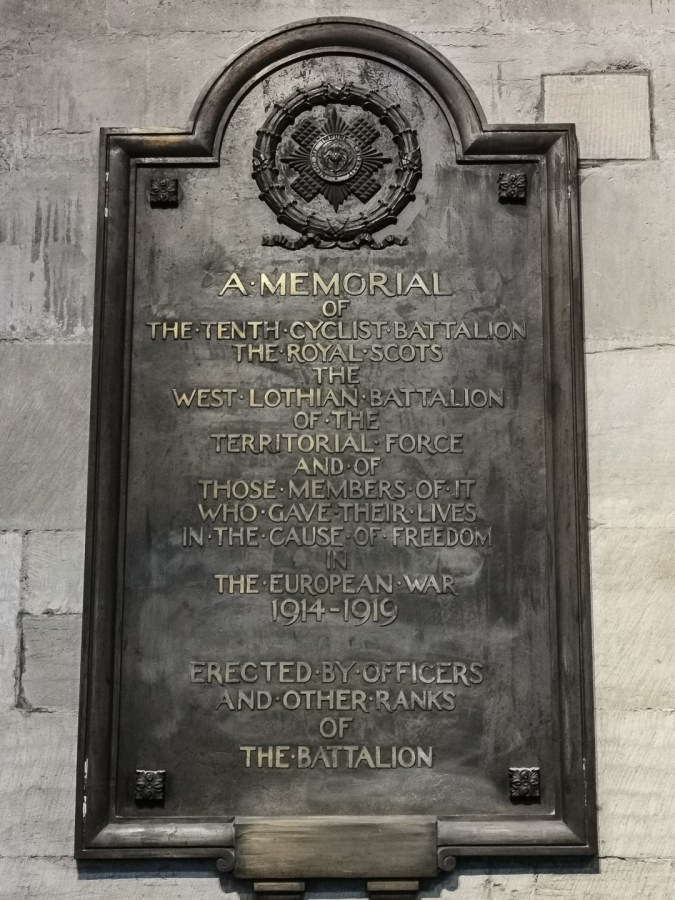 A·MEMORIAL
OF
THE·TENTH·CYCLIST·BATTALION
THE·ROYAL·SCOTS
THE
WEST·LOTHIAN·BATTALION
OF·THE
TERRITORIAL·FORCE
AND·OF
THOSE·MEMBERS·OF·IT
WHO·GAVE·THEIR·LIVES
IN·THE·CAUSE·OF·FREEDOM
IN
THE·EUROPEAN·WAR
1914-1919
ERECTED·BY·OFFICERS
AND·OTHER·RANKS
OF
THE·BATTALION